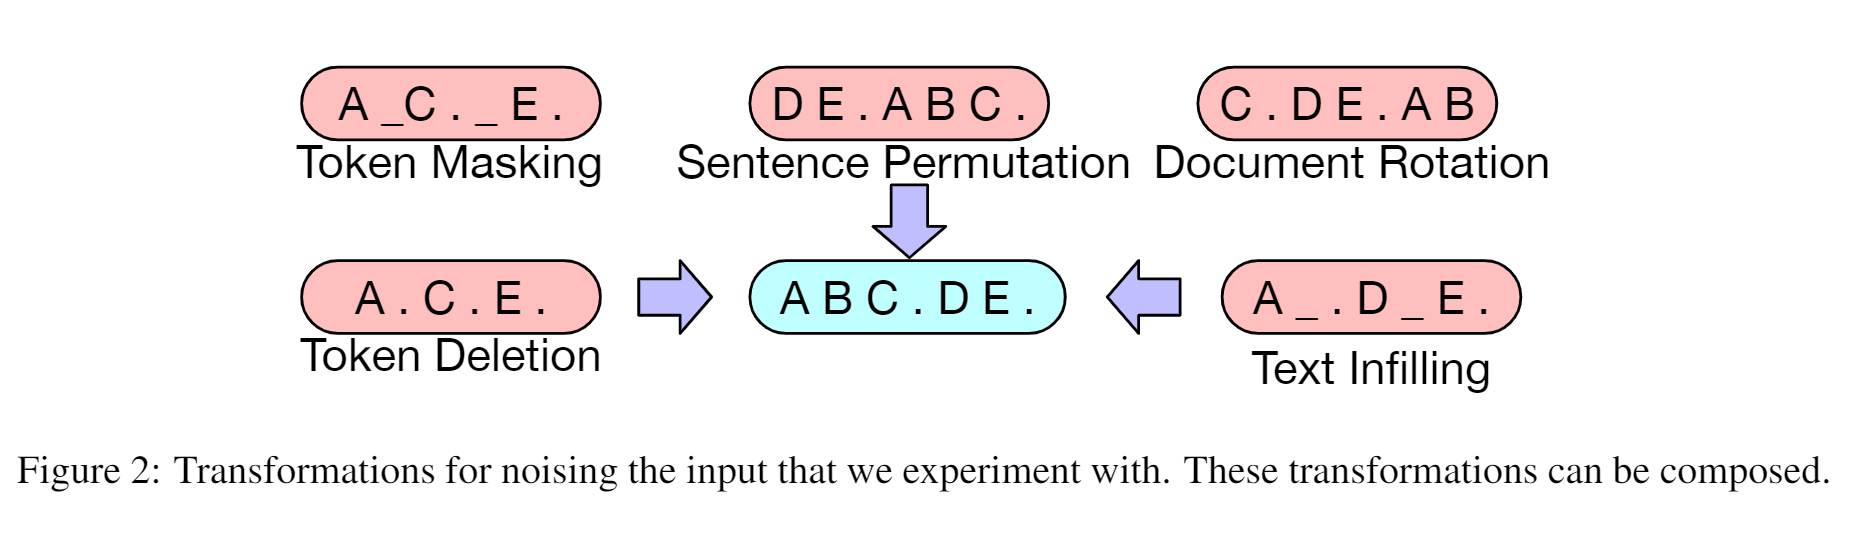 A _C . _ E .
D E . A B C .
C . D E . A B
Token Masking
Sentence Permutation
Document Rotation
A . C . E .
A B C . D E .
A _ . D _ E .
Token Deletion
Text Infilling
Figure 2: Transformations for noising the input that we experiment with. These transformations can be composed.